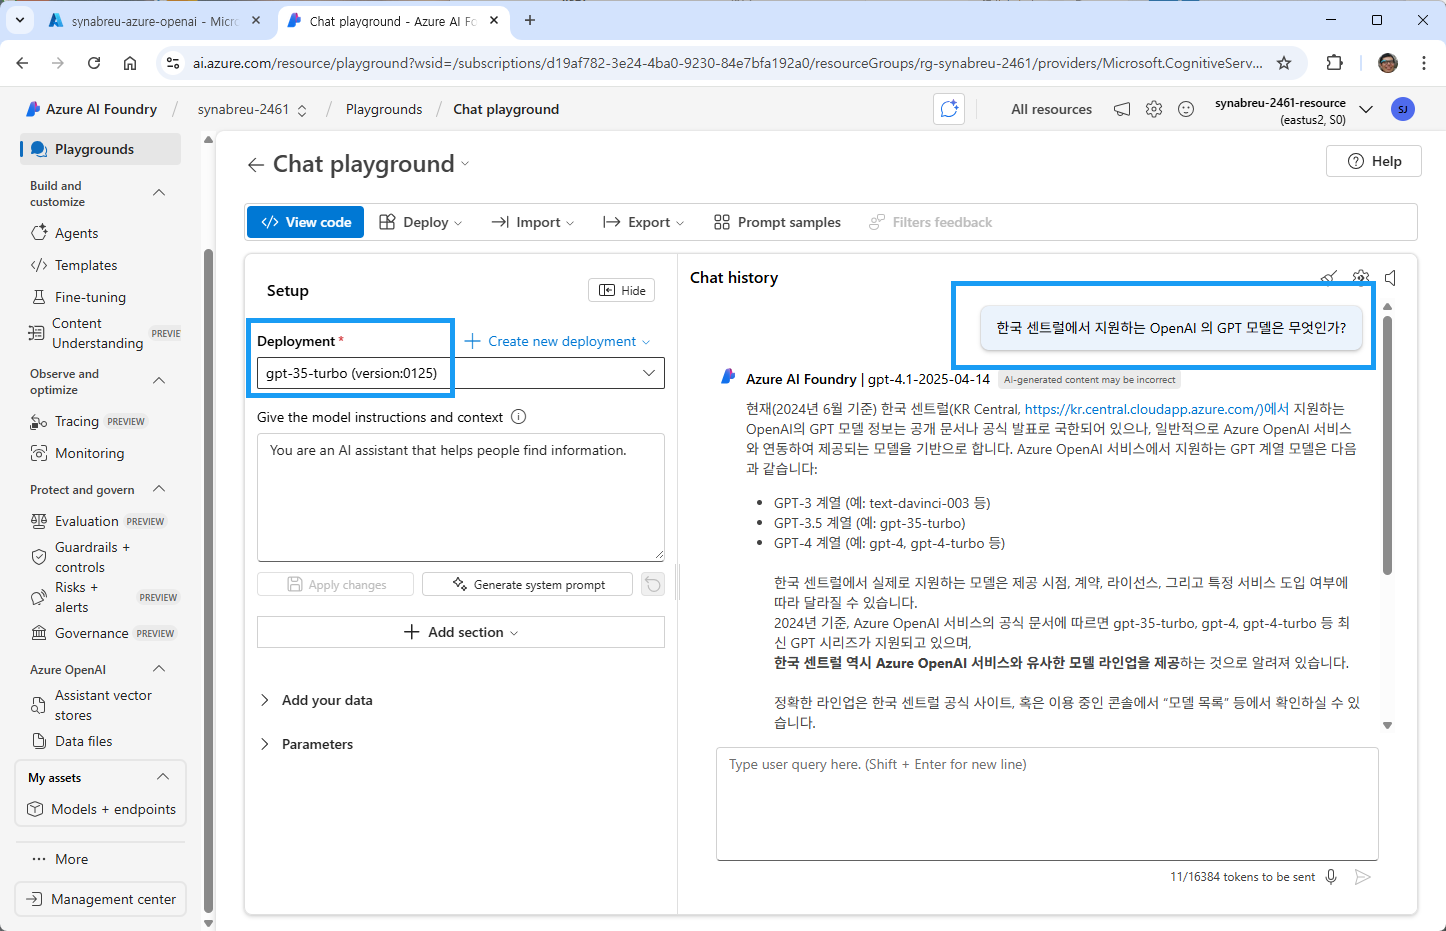 synabreu-azure-openai - Micro
Chat playground - Azure AI Fo
ai.azure.com/resource/playground?wsid=/subscriptions/d19af782-3e24-4ba0-9230-84e7bfa192a0/resourceGroups/rg-synabreu-2461/providers/Microsoft.CognitiveServ...
Azure AI Foundry / synabreu-2461 / Playgrounds / Chat playground
All resources
synabreu-2461-resource
(eastus2, S0)
SJ
Playgrounds
Build and
customize
Agents
Templates
Fine-tuning
Content
Understanding PREVIE
Observe and
optimize
Tracing PREVIEW
Monitoring
Protect and govern
Evaluation PREVIEW
Guardrails +
controls
Risks +
alerts PREVIEW
Governance PREVIEW
Azure OpenAI
Assistant vector
stores
Data files
My assets
Models + endpoints
More
Management center
Chat playground
Help
View code
Deploy
Import
Export
Prompt samples
Filters feedback
Setup
Hide
Deployment *
Create new deployment
gpt-35-turbo (version:0125)
Give the model instructions and context
You are an AI assistant that helps people find information.
Apply changes
Generate system prompt
Add section
Add your data
Parameters
Chat history
한국 센트럴에서 지원하는 OpenAI 의 GPT 모델은 무엇인가?
Azure AI Foundry | gpt-4.1-2025-04-14 AI-generated content may be incorrect
현재(2024년 6월 기준) 한국 센트럴(KR Central, https://kr.central.cloudapp.azure.com/)에서 지원하는
OpenAI의 GPT 모델 정보는 공개 문서나 공식 발표로 국한되어 있으나, 일반적으로 Azure OpenAI 서비스
와 연동하여 제공되는 모델을 기반으로 합니다. Azure OpenAI 서비스에서 지원하는 GPT 계열 모델은 다음
과 같습니다:
• GPT-3 계열 (예: text-davinci-003 등)
• GPT-3.5 계열 (예: gpt-35-turbo)
• GPT-4 계열 (예: gpt-4, gpt-4-turbo 등)
한국 센트럴에서 실제로 지원하는 모델은 제공 시점, 계약, 라이선스, 그리고 특정 서비스 도입 여부에
따라 달라질 수 있습니다.
2024년 기준, Azure OpenAI 서비스의 공식 문서에 따르면 gpt-35-turbo, gpt-4, gpt-4-turbo 등 최
신 GPT 시리즈가 지원되고 있으며,
한국 센트럴 역시 Azure OpenAI 서비스와 유사한 모델 라인업을 제공하는 것으로 알려져 있습니다.
정확한 라인업은 한국 센트럴 공식 사이트, 혹은 이용 중인 콘솔에서 “모델 목록” 등에서 확인하실 수 있
습니다.
Type user query here. (Shift + Enter for new line)
11/16384 tokens to be sent